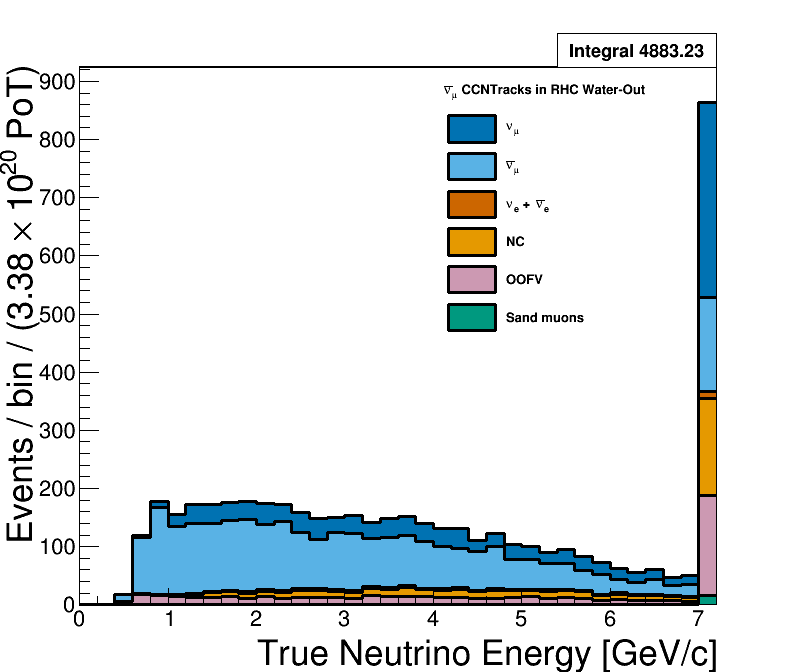 Integral 4883.23
ν̅μ CCNTracks in RHC Water-Out
νμ
ν̅μ
νe + ν̅e
NC
OOFV
Sand muons
Events / bin / (3.38 × 10²⁰ PoT)
900
800
700
600
500
400
300
200
100
0
0 1 2 3 4 5 6 7
True Neutrino Energy [GeV/c]